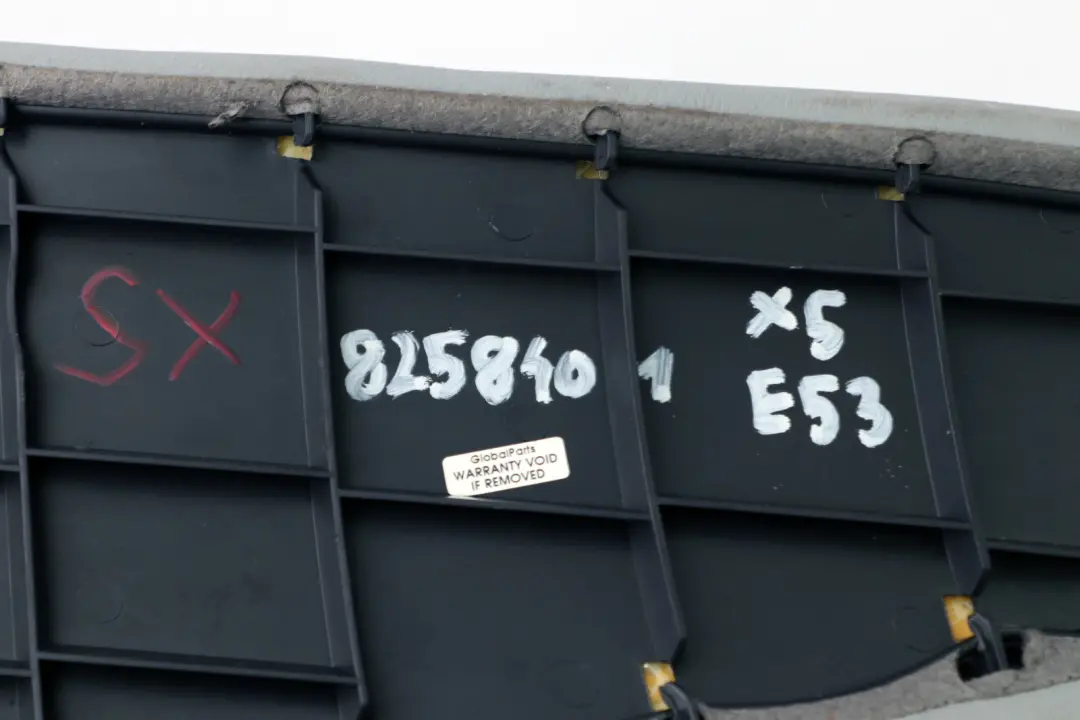 SX
8258401
X5
E53
GlobalParts
WARRANTY VOID
IF REMOVED